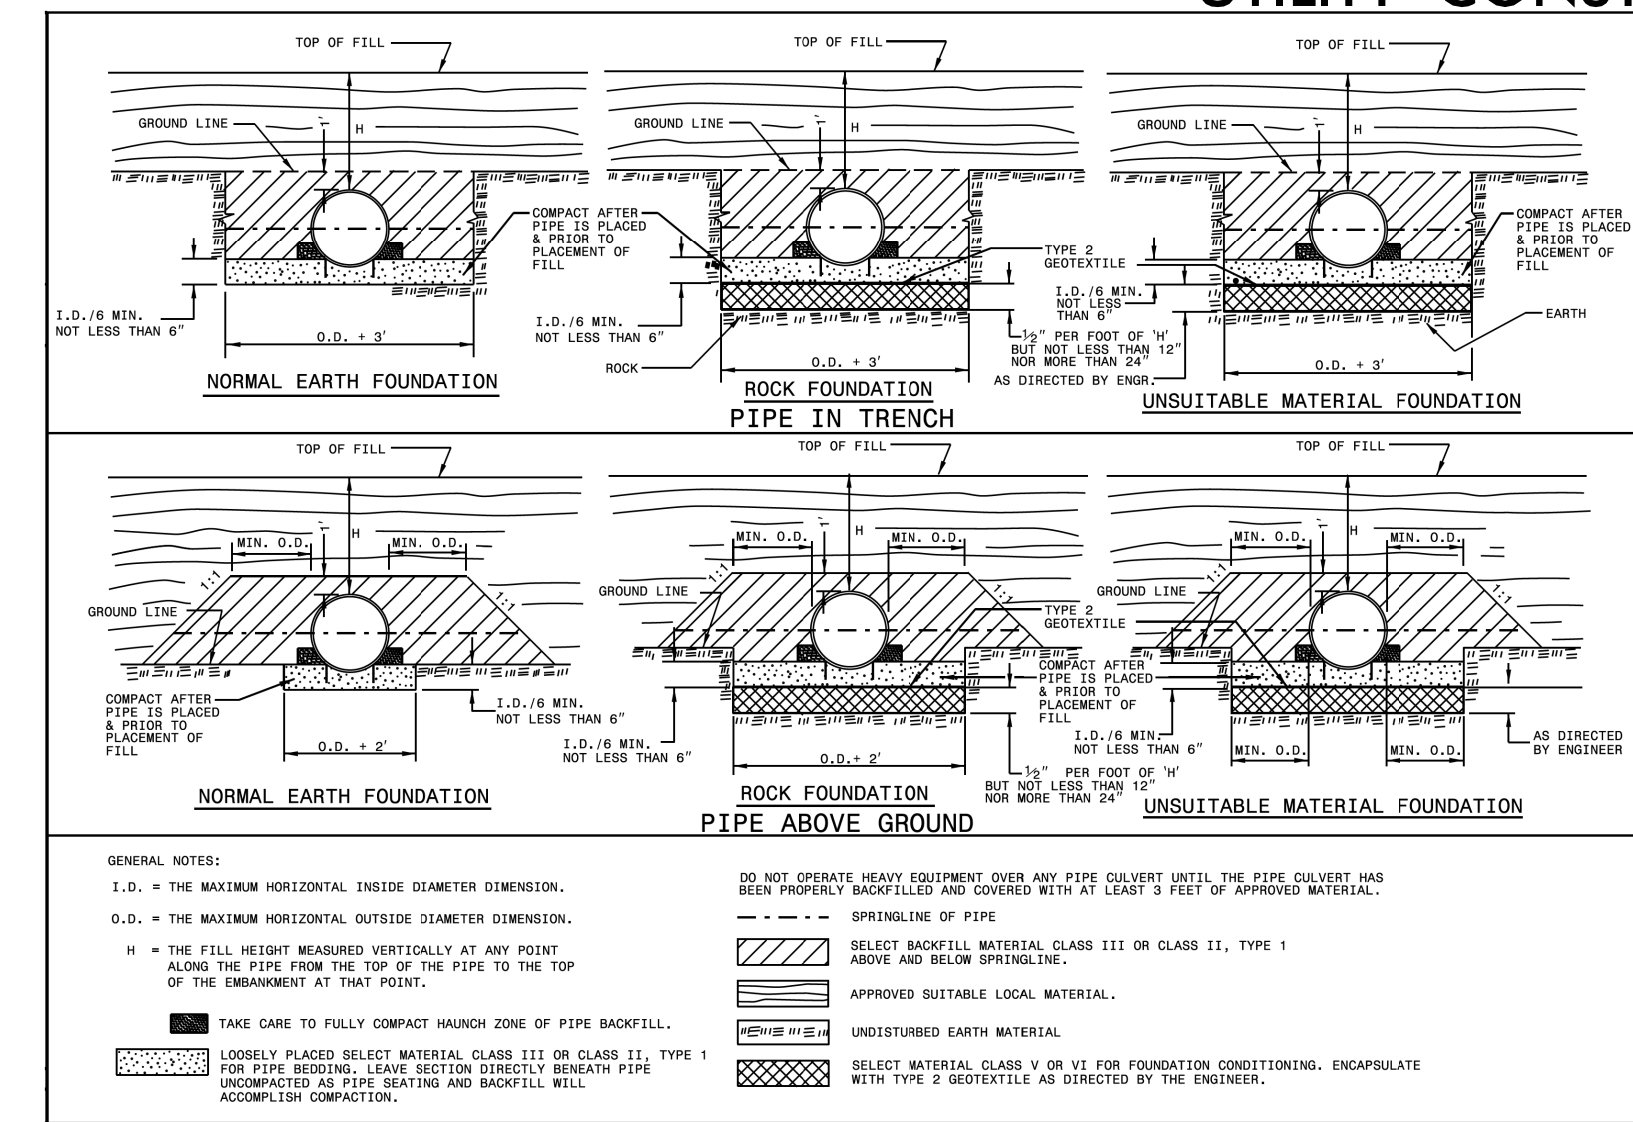 TOP OF FILL
GROUND LINE
1'
H
I.D./6 MIN.
NOT LESS THAN 6"
O.D. + 3'
NORMAL EARTH FOUNDATION
COMPACT AFTER
PIPE IS PLACED
& PRIOR TO
PLACEMENT OF
FILL
TOP OF FILL
GROUND LINE
1'
H
I.D./6 MIN.
NOT LESS THAN 6"
ROCK
O.D. + 3'
TYPE 2
GEOTEXTILE
1/2" PER FOOT OF 'H'
BUT NOT LESS THAN 12"
NOR MORE THAN 24"
ROCK FOUNDATION
PIPE IN TRENCH
TOP OF FILL
GROUND LINE
1'
H
I.D./6 MIN.
NOT LESS
THAN 6"
AS DIRECTED BY ENGR.
COMPACT AFTER
PIPE IS PLACED
& PRIOR TO
PLACEMENT OF
FILL
EARTH
O.D. + 3'
UNSUITABLE MATERIAL FOUNDATION
TOP OF FILL
1'
H
MIN. O.D.
MIN. O.D.
1:1
1:1
GROUND LINE
COMPACT AFTER
PIPE IS PLACED
& PRIOR TO
PLACEMENT OF
FILL
I.D./6 MIN.
NOT LESS THAN 6"
O.D. + 2'
NORMAL EARTH FOUNDATION
TOP OF FILL
1'
H
MIN. O.D.
MIN. O.D.
1:1
1:1
GROUND LINE
TYPE 2
GEOTEXTILE
COMPACT AFTER
PIPE IS PLACED
& PRIOR TO
PLACEMENT OF
FILL
I.D./6 MIN.
NOT LESS THAN 6"
O.D.+ 2'
1/2" PER FOOT OF 'H'
BUT NOT LESS THAN 12"
NOR MORE THAN 24"
ROCK FOUNDATION
PIPE ABOVE GROUND
TOP OF FILL
1'
H
MIN. O.D.
MIN. O.D.
1:1
1:1
GROUND LINE
I.D./6 MIN.
NOT LESS THAN 6"
MIN. O.D.
MIN. O.D.
AS DIRECTED
BY ENGINEER
UNSUITABLE MATERIAL FOUNDATION
GENERAL NOTES:
I.D. = THE MAXIMUM HORIZONTAL INSIDE DIAMETER DIMENSION.
O.D. = THE MAXIMUM HORIZONTAL OUTSIDE DIAMETER DIMENSION.
H = THE FILL HEIGHT MEASURED VERTICALLY AT ANY POINT
ALONG THE PIPE FROM THE TOP OF THE PIPE TO THE TOP
OF THE EMBANKMENT AT THAT POINT.
TAKE CARE TO FULLY COMPACT HAUNCH ZONE OF PIPE BACKFILL.
LOOSELY PLACED SELECT MATERIAL CLASS III OR CLASS II, TYPE 1
FOR PIPE BEDDING. LEAVE SECTION DIRECTLY BENEATH PIPE
UNCOMPACTED AS PIPE SEATING AND BACKFILL WILL
ACCOMPLISH COMPACTION.
DO NOT OPERATE HEAVY EQUIPMENT OVER ANY PIPE CULVERT UNTIL THE PIPE CULVERT HAS
BEEN PROPERLY BACKFILLED AND COVERED WITH AT LEAST 3 FEET OF APPROVED MATERIAL.
SPRINGLINE OF PIPE
SELECT BACKFILL MATERIAL CLASS III OR CLASS II, TYPE 1
ABOVE AND BELOW SPRINGLINE.
APPROVED SUITABLE LOCAL MATERIAL.
UNDISTURBED EARTH MATERIAL
SELECT MATERIAL CLASS V OR VI FOR FOUNDATION CONDITIONING. ENCAPSULATE
WITH TYPE 2 GEOTEXTILE AS DIRECTED BY THE ENGINEER.